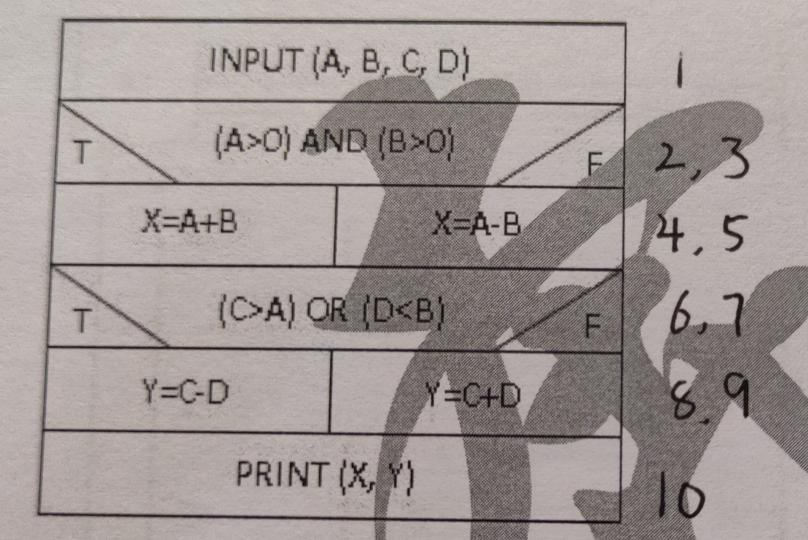 INPUT (A, B, C, D) 1
T (A>0) AND (B>0) F 2, 3
X=A+B X=A-B 4, 5
T (C>A) OR (D<B) F 6, 7
Y=C-D Y=C+D 8, 9
PRINT (X, Y) 10